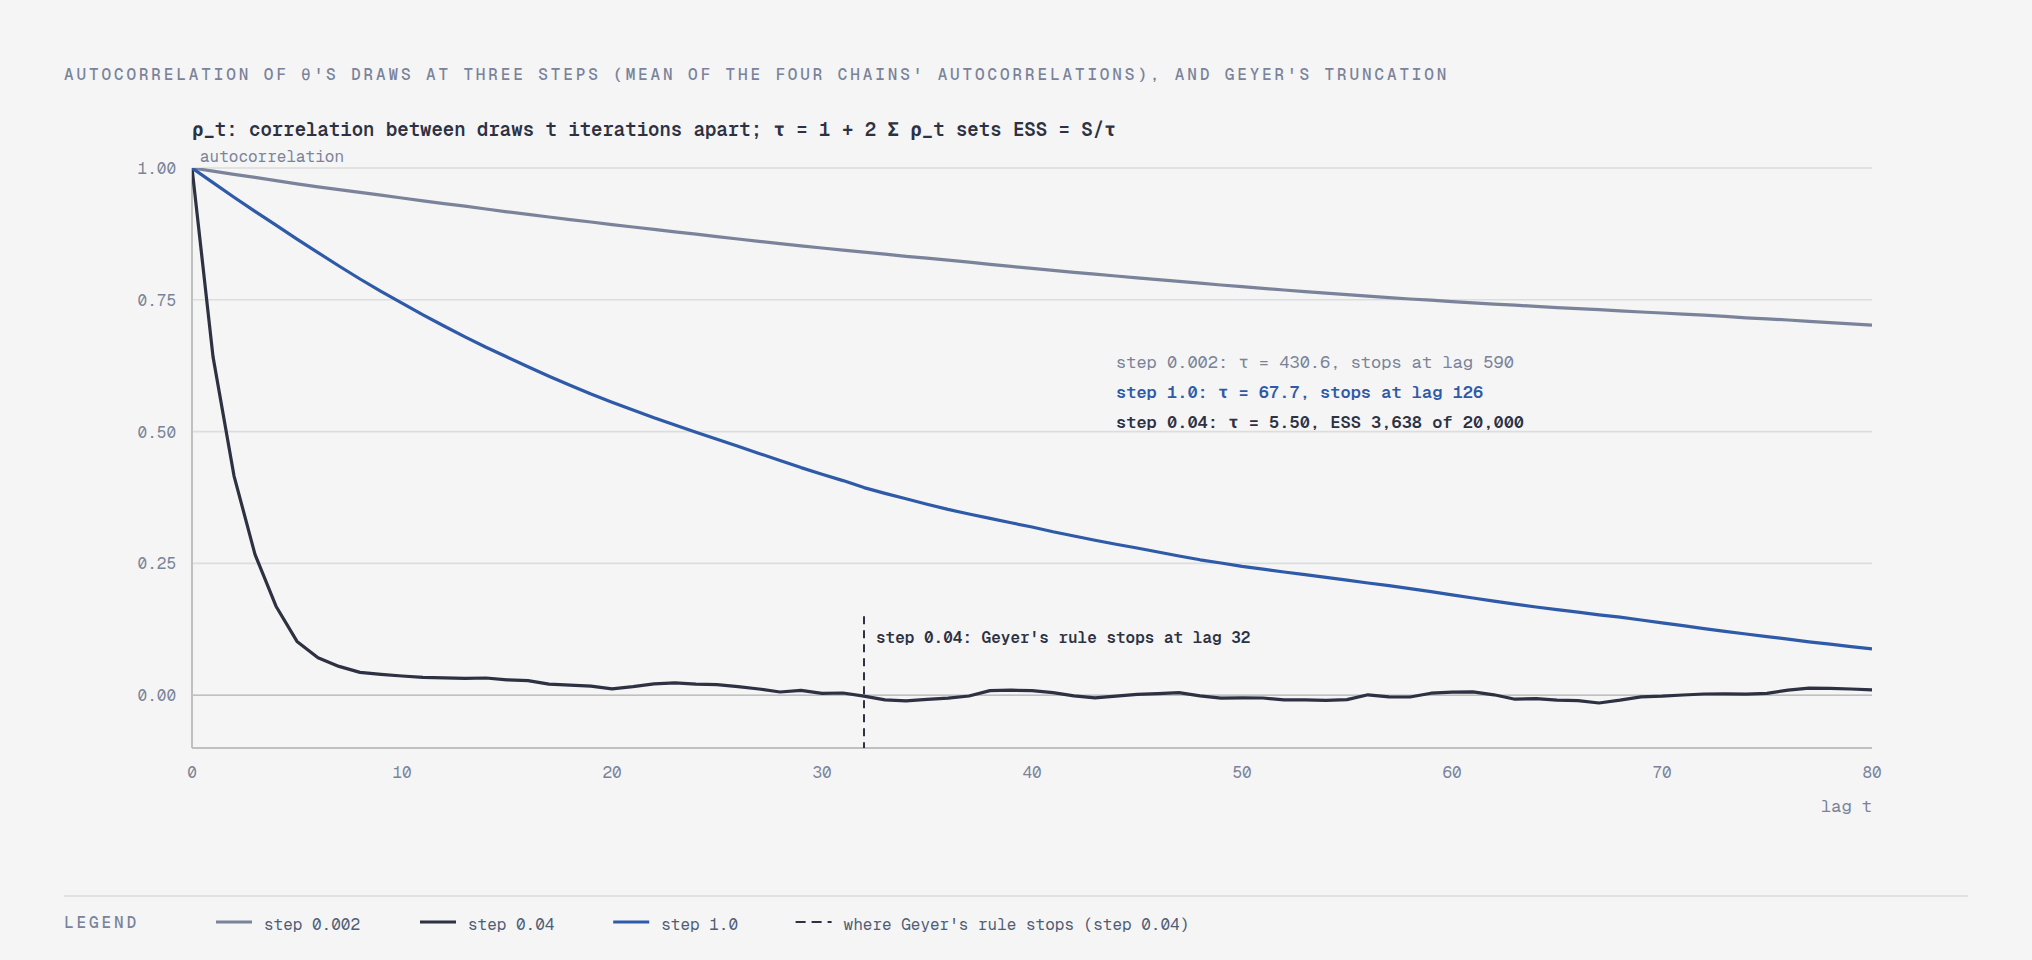 AUTOCORRELATION OF θ'S DRAWS AT THREE STEPS (MEAN OF THE FOUR CHAINS' AUTOCORRELATIONS), AND GEYER'S TRUNCATION
ρ_t: correlation between draws t iterations apart; τ = 1 + 2 Σ ρ_t sets ESS = S/τ
autocorrelation
1.00
0.75
step 0.002: τ = 430.6, stops at lag 590
step 1.0: τ = 67.7, stops at lag 126
step 0.04: τ = 5.50, ESS 3,638 of 20,000
0.50
0.25
step 0.04: Geyer's rule stops at lag 32
0.00
0 10 20 30 40 50 60 70 80
lag t
LEGEND step 0.002 step 0.04 step 1.0 where Geyer's rule stops (step 0.04)